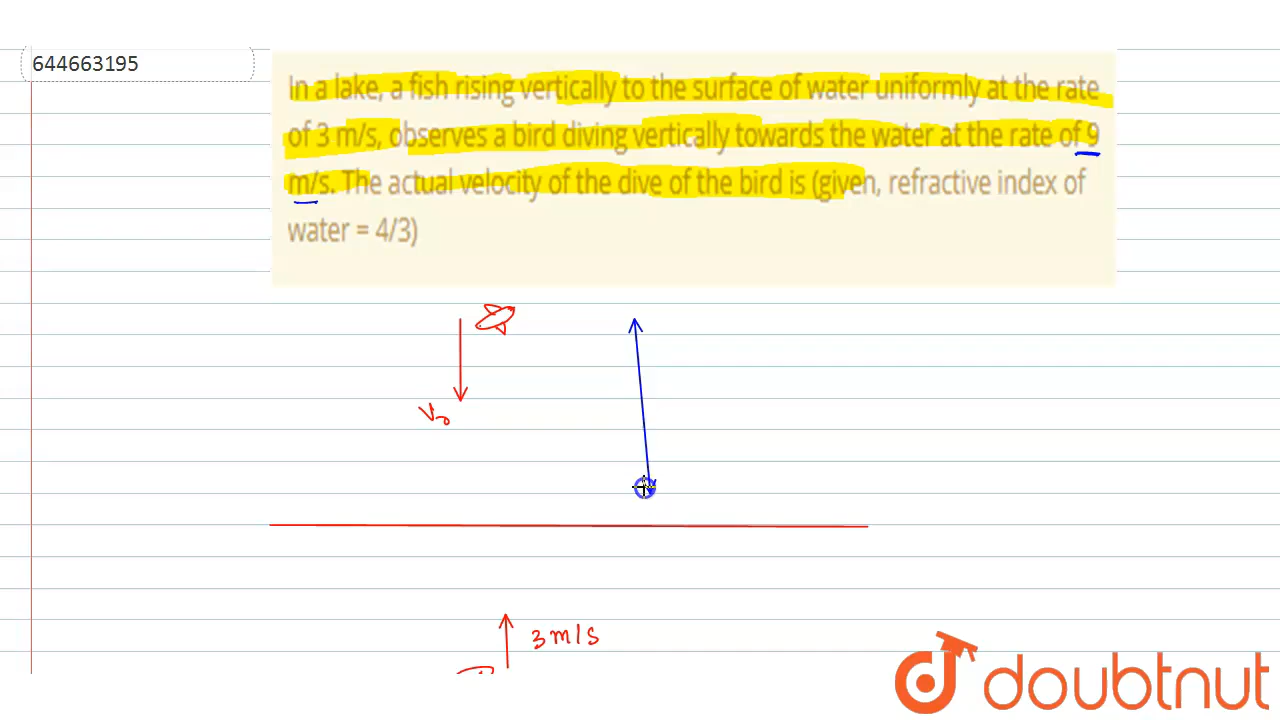 644663195
In a lake, a fish rising vertically to the surface of water uniformly at the rate
of 3 m/s, observes a bird diving vertically towards the water at the rate of 9
m/s. The actual velocity of the dive of the bird is (given, refractive index of
water = 4/3)
3m/s
doubtnut